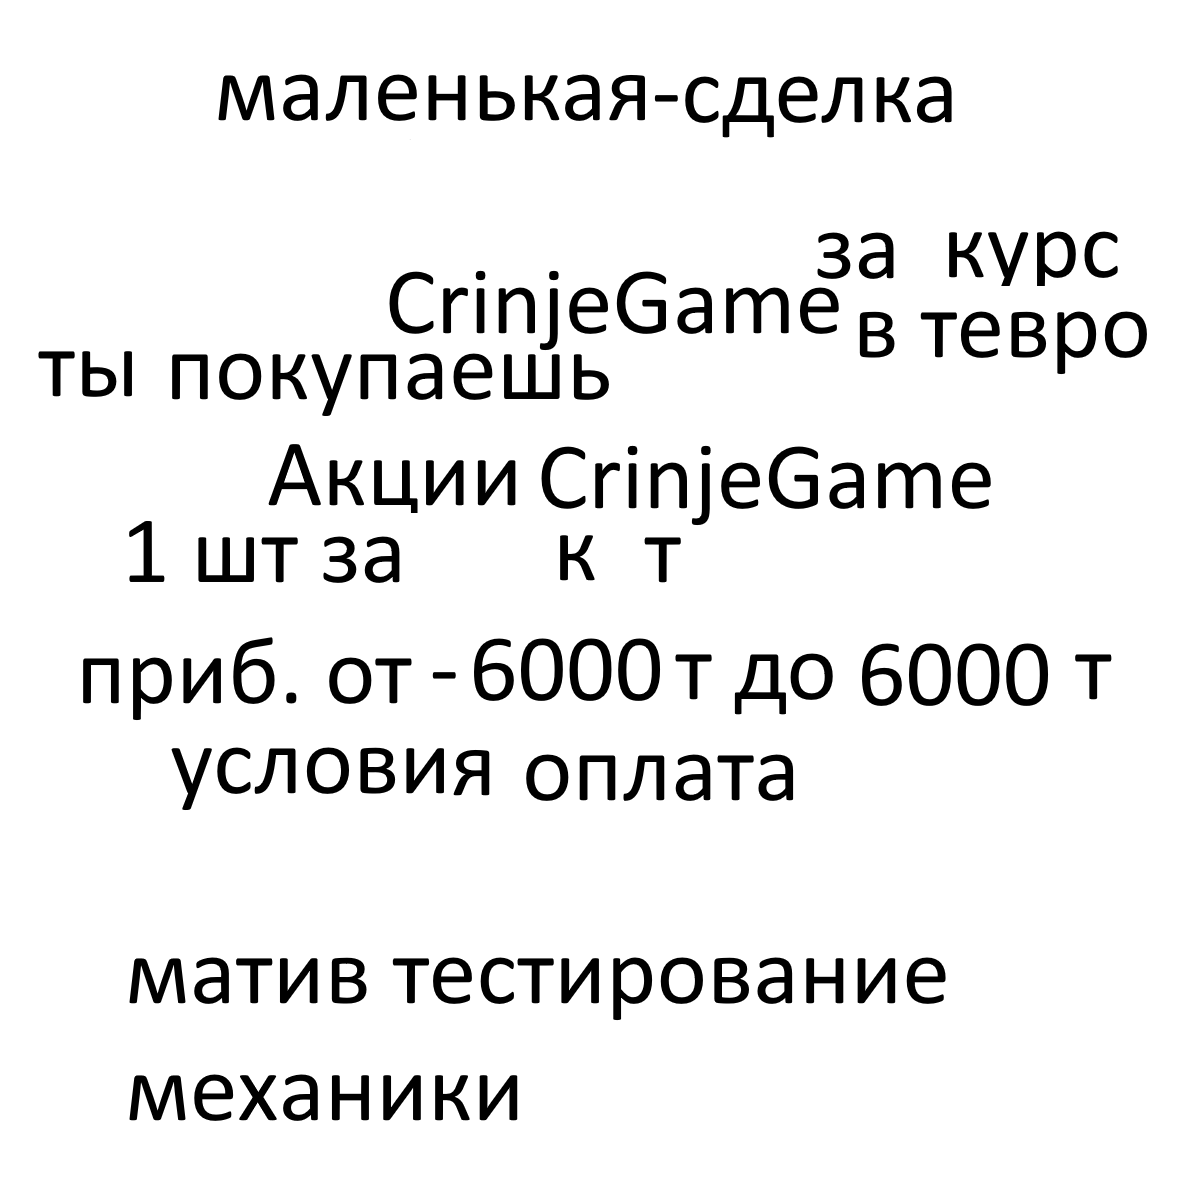 маленькая-сделка
за курс
CrinjeGame в тевро
ты покупаешь
Акции CrinjeGame
1 шт за к т
приб. от -6000 т до 6000 т
условия оплата
матив тестирование
механики